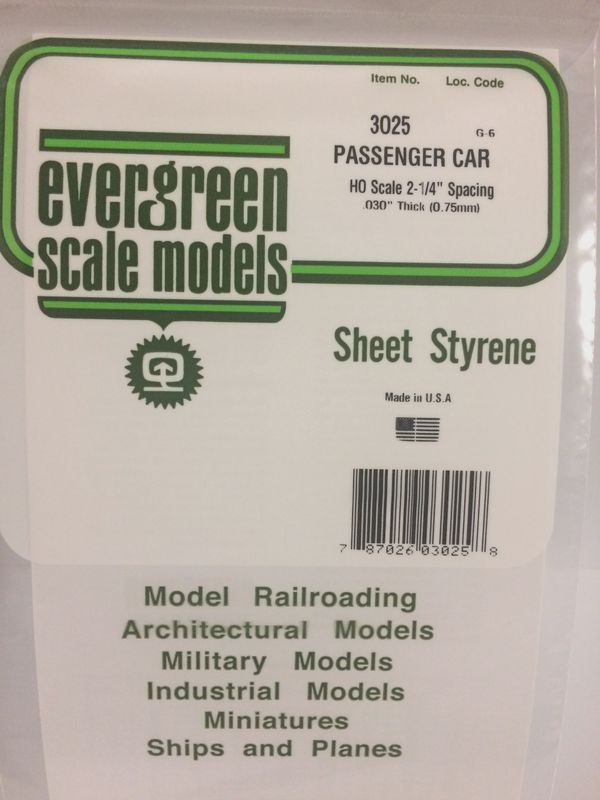 Item No. Loc. Code
3025 G-6
PASSENGER CAR
HO Scale 2-1/4" Spacing
.030" Thick (0.75mm)
evergreen
scale models
Sheet Styrene
Made in U.S.A
7 87026 03025 8
Model Railroading
Architectural Models
Military Models
Industrial Models
Miniatures
Ships and Planes